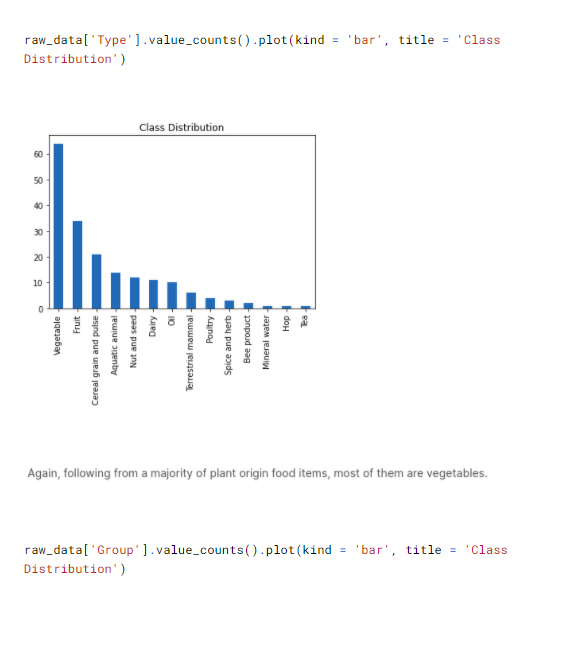 raw_data['Type'].value_counts().plot(kind = 'bar', title = 'Class
Distribution')
Class Distribution
60
50
40
30
20
10
0
Vegetable
Fruit
Cereal grain and pulse
Aquatic animal
Nut and seed
Dairy
Oil
Terrestrial mammal
Poultry
Spice and herb
Bee product
Mineral water
Hop
Tea
Again, following from a majority of plant origin food items, most of them are vegetables.
raw_data['Group'].value_counts().plot(kind = 'bar', title = 'Class
Distribution')